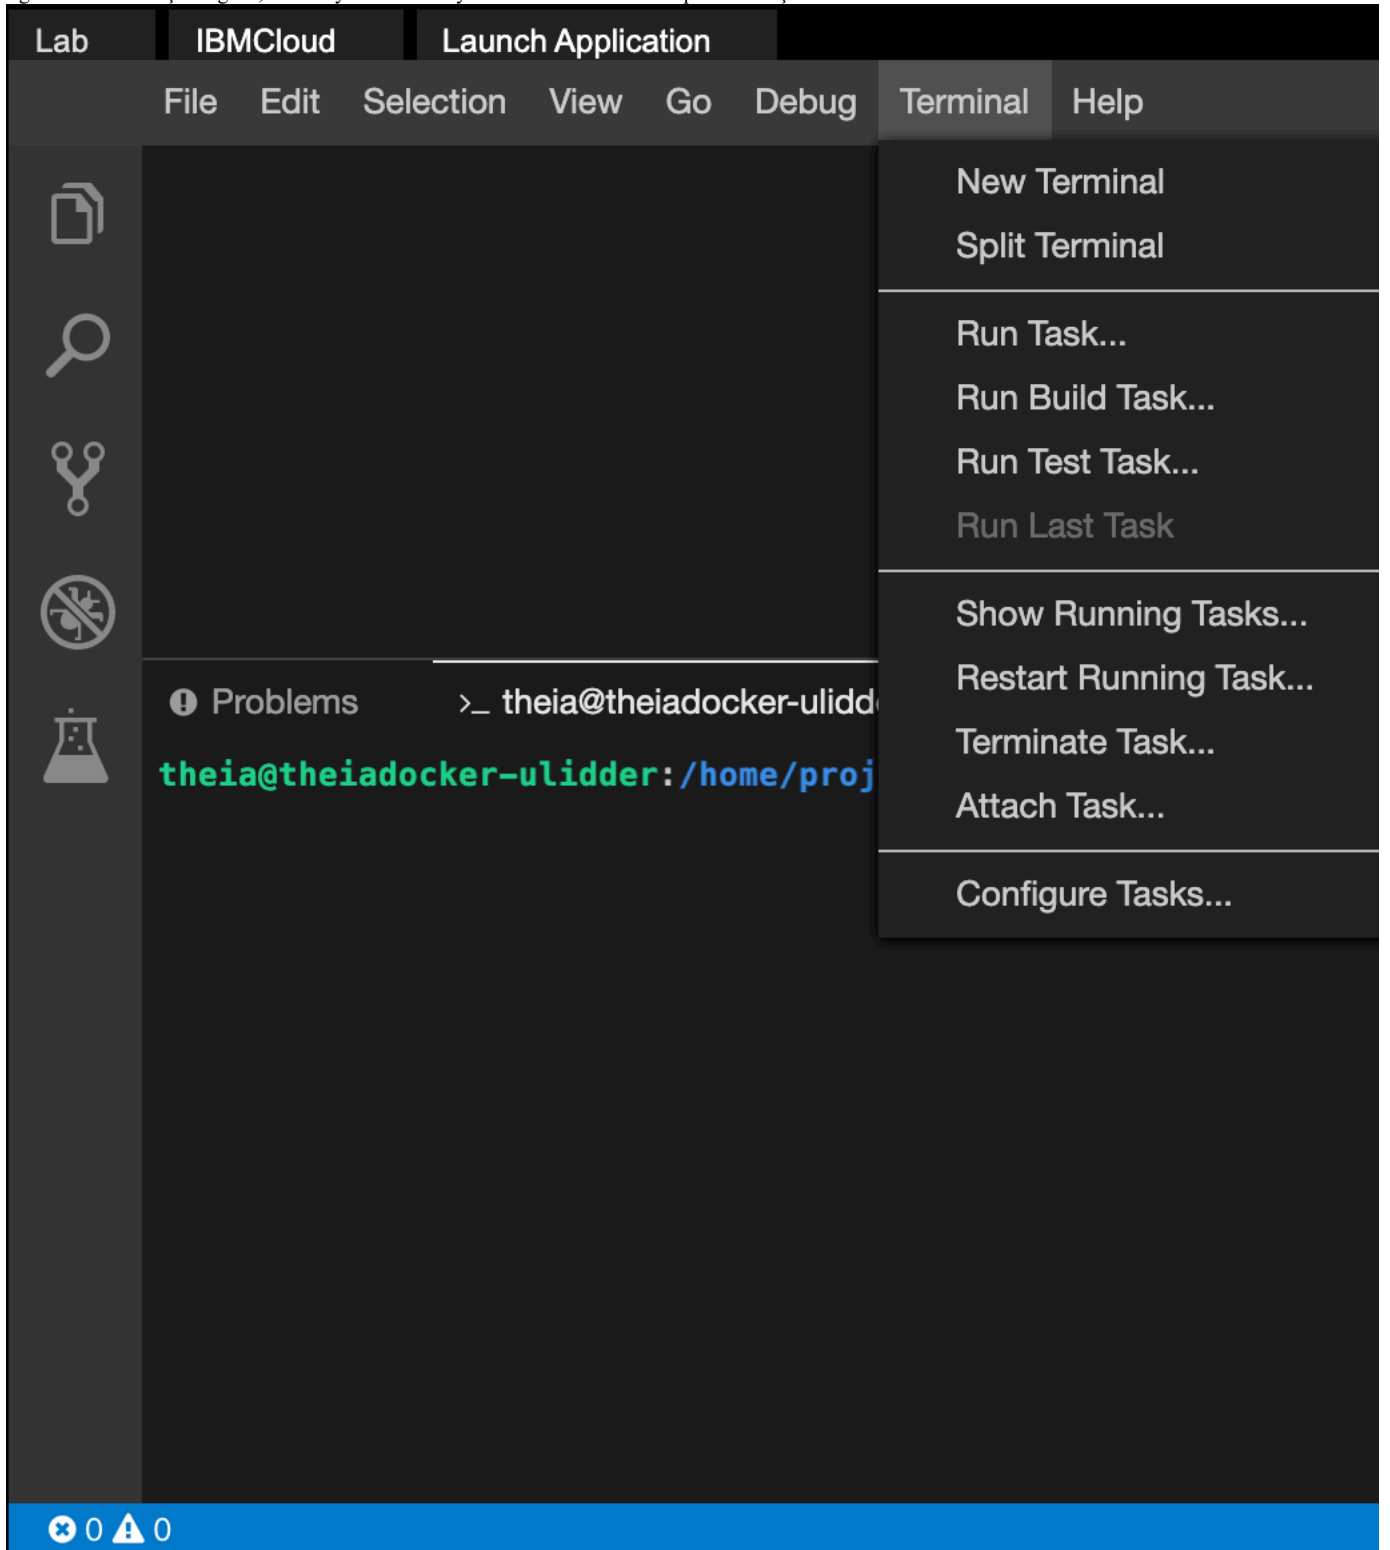 Lab IBMCloud Launch Application
File Edit Selection View Go Debug Terminal Help
New Terminal
Split Terminal
Run Task...
Run Build Task...
Run Test Task...
Run Last Task
Show Running Tasks...
Restart Running Task...
Terminate Task...
Attach Task...
Configure Tasks...
Problems >_ theia@theiadocker-ulidd
theia@theiadocker-ulidder:/home/proj
0 0